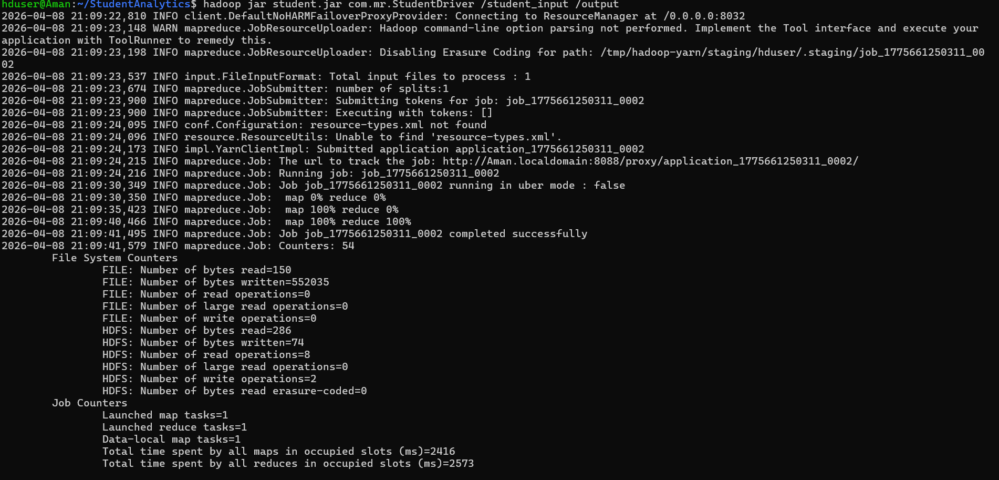 hduser@Aman:~/StudentAnalytics$ hadoop jar student.jar com.mr.StudentDriver /student_input /output
2026-04-08 21:09:22,810 INFO client.DefaultNoHARMFailoverProxyProvider: Connecting to ResourceManager at /0.0.0.0:8032
2026-04-08 21:09:23,148 WARN mapreduce.JobResourceUploader: Hadoop command-line option parsing not performed. Implement the Tool interface and execute your
application with ToolRunner to remedy this.
2026-04-08 21:09:23,198 INFO mapreduce.JobResourceUploader: Disabling Erasure Coding for path: /tmp/hadoop-yarn/staging/hduser/.staging/job_1775661250311_00
02
2026-04-08 21:09:23,537 INFO input.FileInputFormat: Total input files to process : 1
2026-04-08 21:09:23,674 INFO mapreduce.JobSubmitter: number of splits:1
2026-04-08 21:09:23,900 INFO mapreduce.JobSubmitter: Submitting tokens for job: job_1775661250311_0002
2026-04-08 21:09:23,900 INFO mapreduce.JobSubmitter: Executing with tokens: []
2026-04-08 21:09:24,095 INFO conf.Configuration: resource-types.xml not found
2026-04-08 21:09:24,096 INFO resource.ResourceUtils: Unable to find 'resource-types.xml'.
2026-04-08 21:09:24,173 INFO impl.YarnClientImpl: Submitted application application_1775661250311_0002
2026-04-08 21:09:24,215 INFO mapreduce.Job: The url to track the job: http://Aman.localdomain:8088/proxy/application_1775661250311_0002/
2026-04-08 21:09:24,216 INFO mapreduce.Job: Running job: job_1775661250311_0002
2026-04-08 21:09:30,349 INFO mapreduce.Job: Job job_1775661250311_0002 running in uber mode : false
2026-04-08 21:09:30,350 INFO mapreduce.Job:  map 0% reduce 0%
2026-04-08 21:09:35,423 INFO mapreduce.Job:  map 100% reduce 0%
2026-04-08 21:09:40,466 INFO mapreduce.Job:  map 100% reduce 100%
2026-04-08 21:09:41,495 INFO mapreduce.Job: Job job_1775661250311_0002 completed successfully
2026-04-08 21:09:41,579 INFO mapreduce.Job: Counters: 54
File System Counters
FILE: Number of bytes read=150
FILE: Number of bytes written=552035
FILE: Number of read operations=0
FILE: Number of large read operations=0
FILE: Number of write operations=0
HDFS: Number of bytes read=286
HDFS: Number of bytes written=74
HDFS: Number of read operations=8
HDFS: Number of large read operations=0
HDFS: Number of write operations=2
HDFS: Number of bytes read erasure-coded=0
Job Counters
Launched map tasks=1
Launched reduce tasks=1
Data-local map tasks=1
Total time spent by all maps in occupied slots (ms)=2416
Total time spent by all reduces in occupied slots (ms)=2573